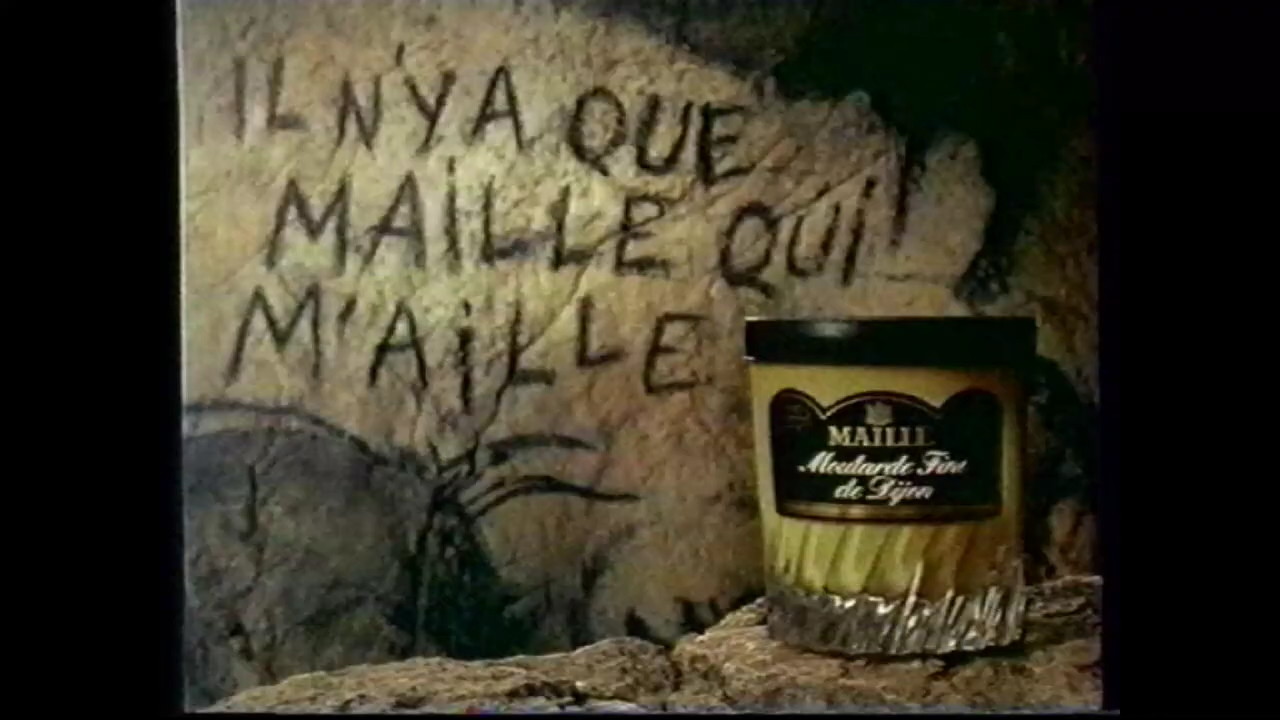 IL N'Y A QUE
MAILLE QUI
M'AILLE !
MAILLE
Moutarde Fine
de Dijon